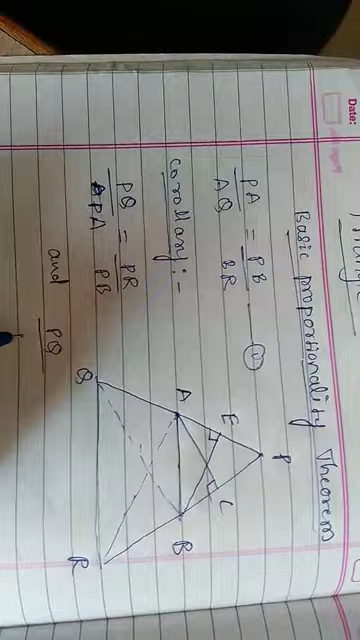 Date:
Basic proportionality Theorem
PA/AQ = PB/BR — (1)
Corollary:-
PQ/PA = PR/PB
and PQ
P
E
C
A
B
Q
R